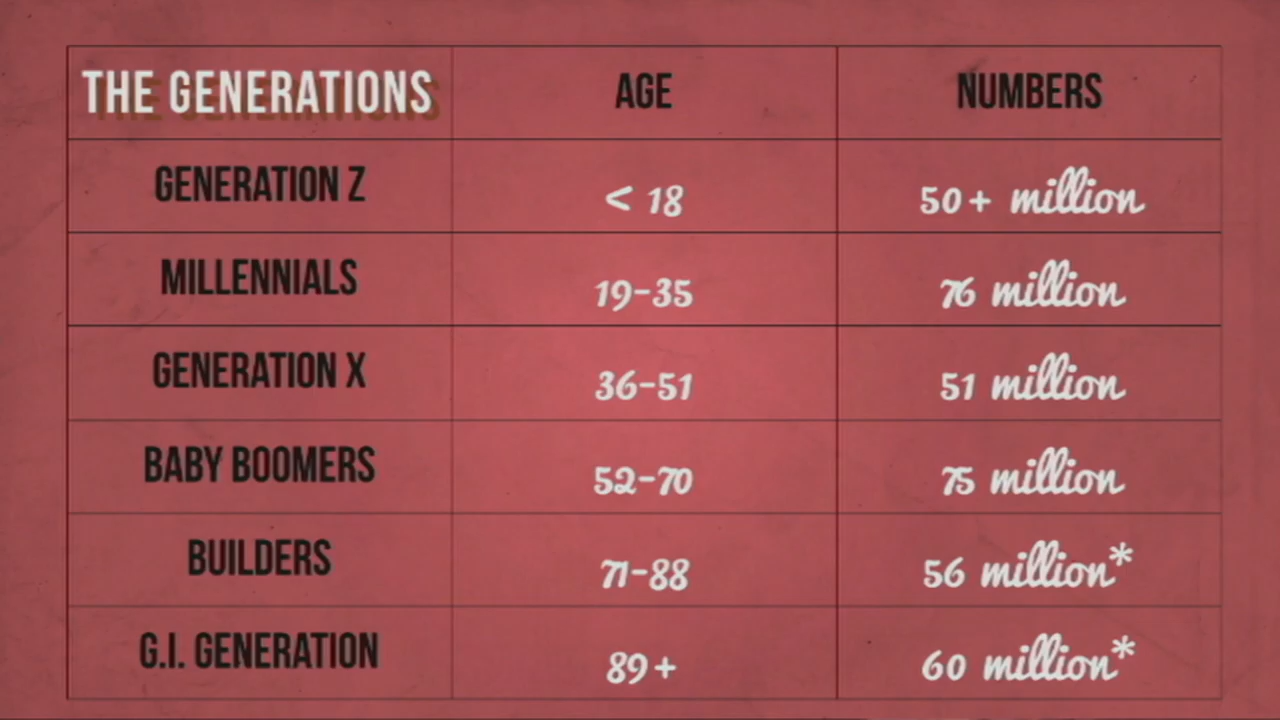 THE GENERATIONS AGE NUMBERS
GENERATION Z < 18 50+ million
MILLENNIALS 19-35 76 million
GENERATION X 36-51 51 million
BABY BOOMERS 52-70 75 million
BUILDERS 71-88 56 million*
G.I. GENERATION 89+ 60 million*